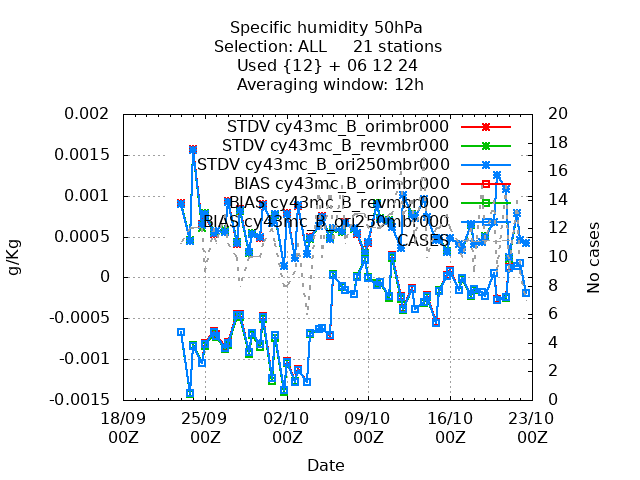 Specific humidity 50hPa
Selection: ALL 21 stations
Used {12} + 06 12 24
Averaging window: 12h
0.002
0.0015
0.001
0.0005
0
-0.0005
-0.001
-0.0015
g/Kg
20
18
16
14
12
10
8
6
4
2
0
No cases
STDV cy43mc_B_orimbr000
STDV cy43mc_B_revmbr000
STDV cy43mc_B_ori250mbr000
BIAS cy43mc_B_orimbr000
BIAS cy43mc_B_revmbr000
BIAS cy43mc_B_ori250mbr000
CASES
18/09 25/09 02/10 09/10 16/10 23/10
00Z 00Z 00Z 00Z 00Z 00Z
Date